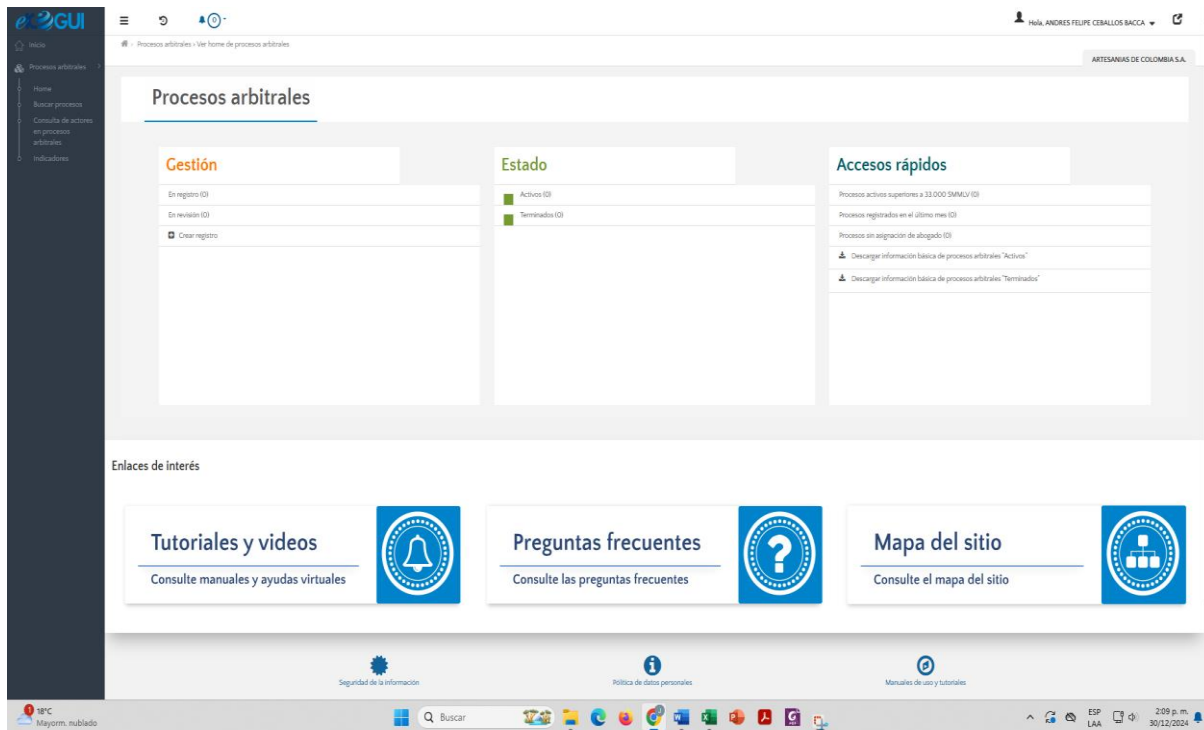 GUI
0
Hola, ANDRES FELIPE CEBALLOS BACCA
Inicio
Procesos arbitrales
Home
Buscar procesos
Consulta de actores
en procesos
arbitrales
Indicadores
Procesos arbitrales › Ver home de procesos arbitrales
ARTESANIAS DE COLOMBIA S.A.
Procesos arbitrales
Gestión
En registro (0)
En revisión (0)
Crear registro
Estado
Activos (0)
Terminados (0)
Accesos rápidos
Procesos activos superiores a 33.000 SMMLV (0)
Procesos registrados en el último mes (0)
Procesos sin asignación de abogado (0)
Descargar información básica de procesos arbitrales "Activos"
Descargar información básica de procesos arbitrales "Terminados"
Enlaces de interés
Tutoriales y videos
Consulte manuales y ayudas virtuales
Preguntas frecuentes
Consulte las preguntas frecuentes
?
Mapa del sitio
Consulte el mapa del sitio
Seguridad de la información
Política de datos personales
Manuales de uso y tutoriales
1
18°C
Mayorm. nublado
Buscar
ESP
LAA
2:09 p. m.
30/12/2024